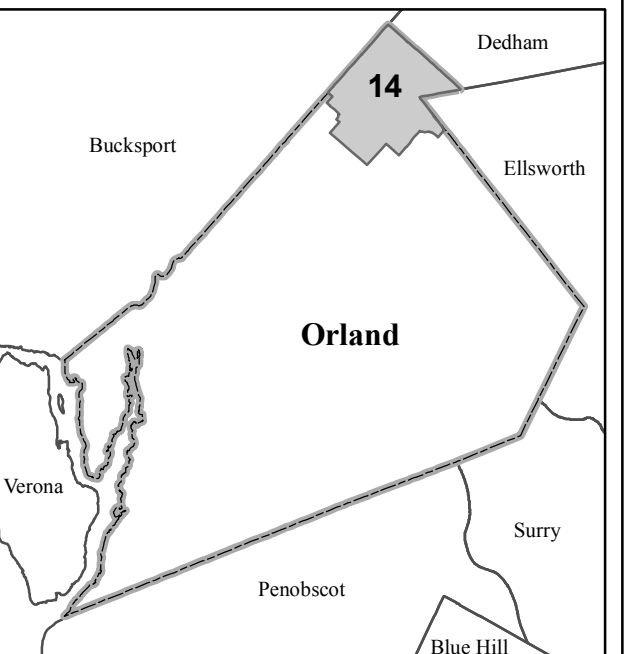 Dedham
14
Bucksport
Ellsworth
Orland
Verona
Surry
Penobscot
Blue Hill